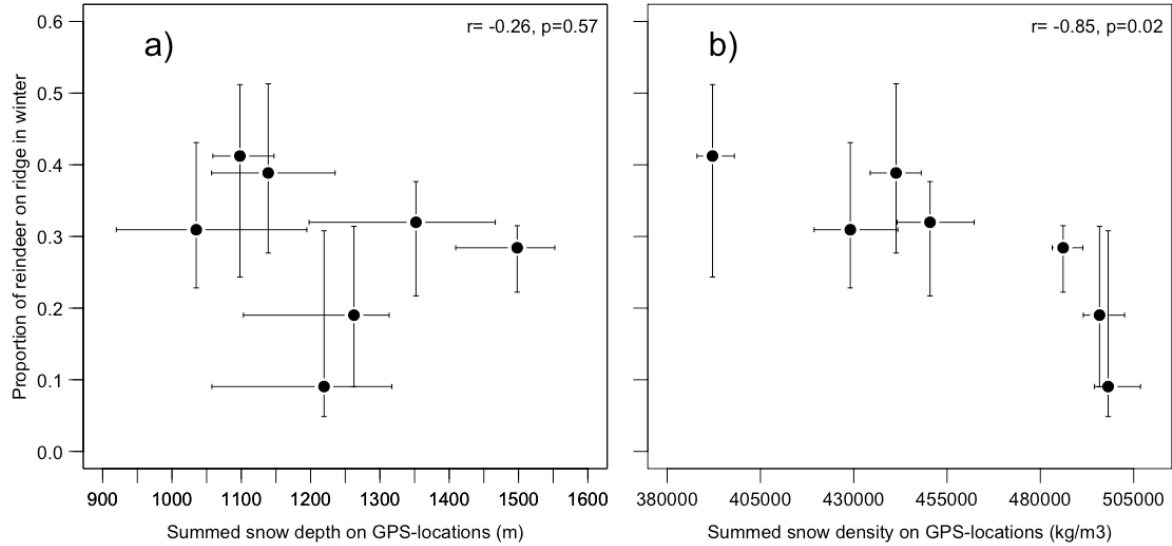 a)
r= -0.26, p=0.57
b)
r= -0.85, p=0.02
Proportion of reindeer on ridge in winter
0.6
0.5
0.4
0.3
0.2
0.1
0.0
900 1000 1100 1200 1300 1400 1500 1600
380000 405000 430000 455000 480000 505000
Summed snow depth on GPS-locations (m)
Summed snow density on GPS-locations (kg/m3)